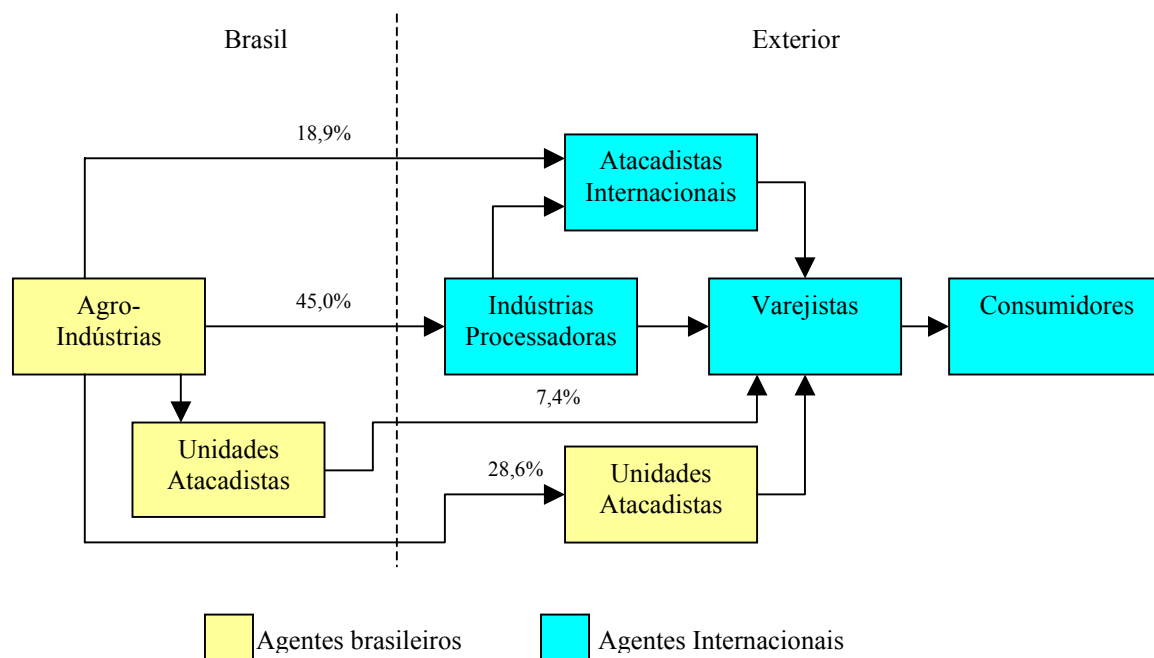 Brasil
Exterior
18,9%
Atacadistas
Internacionais
Agro-
Indústrias
45,0%
Indústrias
Processadoras
Varejistas
Consumidores
7,4%
Unidades
Atacadistas
28,6%
Unidades
Atacadistas
Agentes brasileiros
Agentes Internacionais